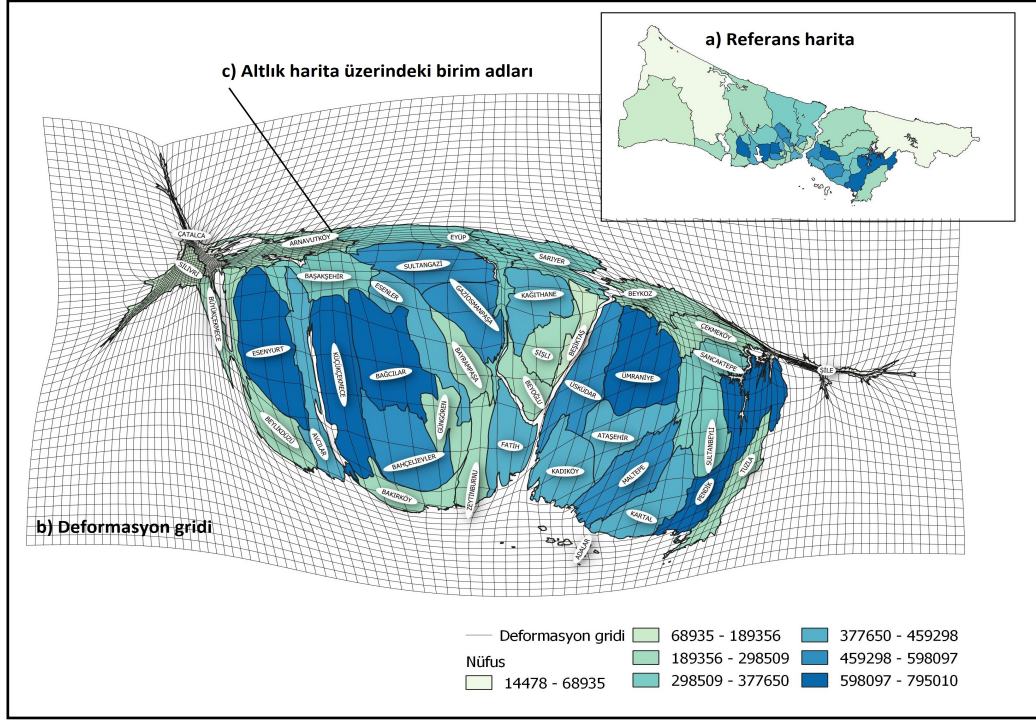 a) Referans harita
c) Altlık harita üzerindeki birim adları
ÇATALCA
SİLİVRİ
ARNAVUTKÖY
EYÜP
SARIYER
BÜYÜKÇEKMECE
BAŞAKŞEHİR
SULTANGAZİ
ESENLER
GAZİOSMANPAŞA
KAĞITHANE
BEYKOZ
ÇEKMEKÖY
SANCAKTEPE
ŞİLE
ESENYURT
KÜÇÜKÇEKMECE
BAĞCILAR
BAYRAMPAŞA
ŞİŞLİ
BEŞİKTAŞ
BEYOĞLU
ÜSKÜDAR
ÜMRANİYE
BEYLİKDÜZÜ
AVCILAR
GÜNGÖREN
BAHÇELİEVLER
BAKIRKÖY
ZEYTİNBURNU
FATİH
ATAŞEHİR
KADIKÖY
MALTEPE
KARTAL
SULTANBEYLİ
PENDİK
TUZLA
ADALAR
b) Deformasyon gridi
Deformasyon gridi
Nüfus
14478 - 68935
68935 - 189356
189356 - 298509
298509 - 377650
377650 - 459298
459298 - 598097
598097 - 795010